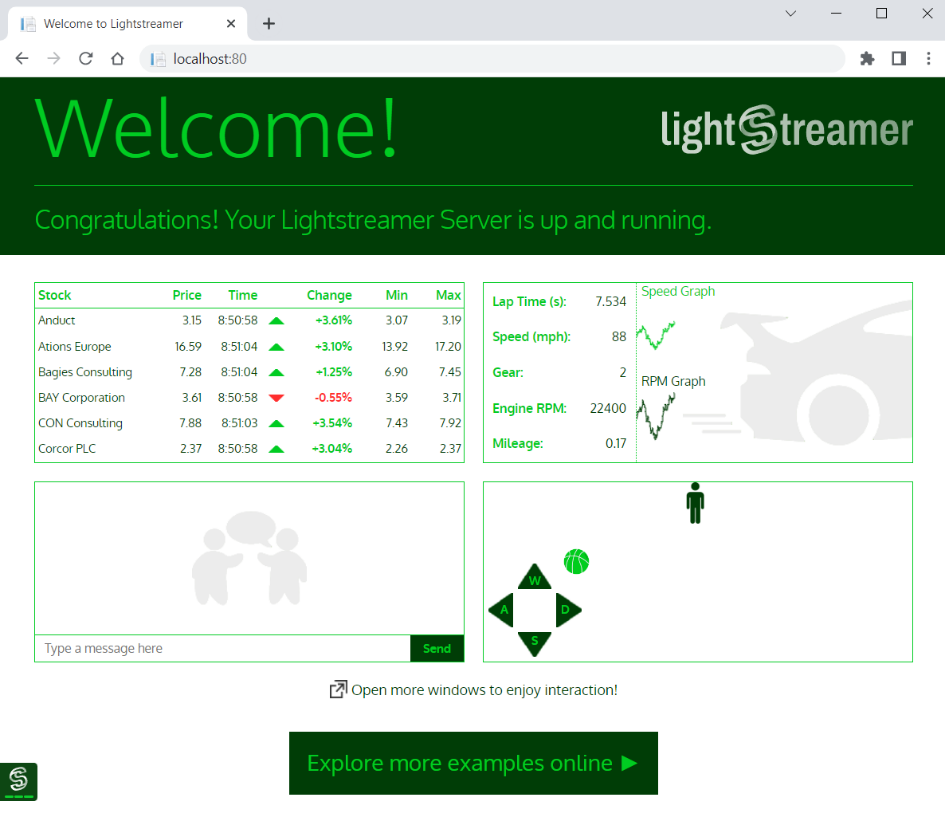 Welcome to Lightstreamer
localhost:80
Welcome!
lightstreamer
Congratulations! Your Lightstreamer Server is up and running.
Stock Price Time Change Min Max
Anduct 3.15 8:50:58 +3.61% 3.07 3.19
Ations Europe 16.59 8:51:04 +3.10% 13.92 17.20
Bagies Consulting 7.28 8:51:04 +1.25% 6.90 7.45
BAY Corporation 3.61 8:50:58 -0.55% 3.59 3.71
CON Consulting 7.88 8:51:03 +3.54% 7.43 7.92
Corcor PLC 2.37 8:50:58 +3.04% 2.26 2.37
Lap Time (s): 7.534
Speed (mph): 88
Gear: 2
Engine RPM: 22400
Mileage: 0.17
Speed Graph
RPM Graph
Type a message here Send
W
A D
S
Open more windows to enjoy interaction!
Explore more examples online
S